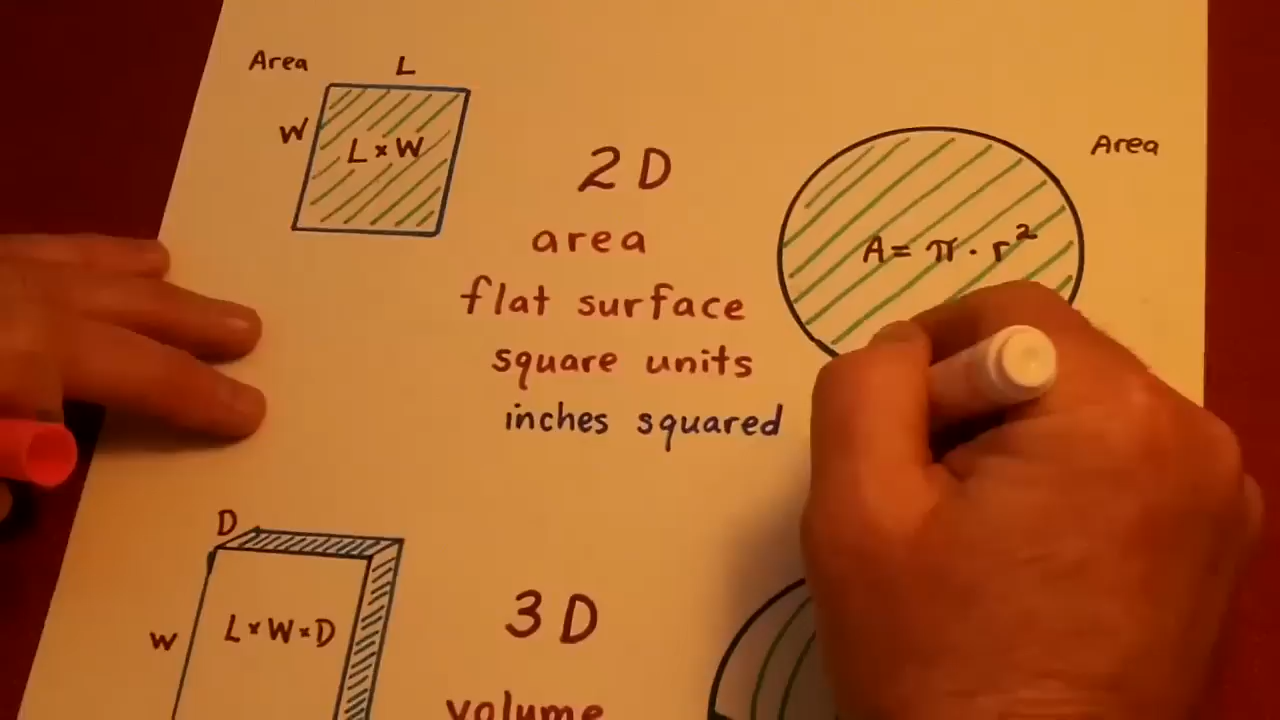 Area
L
W
L × W
2D
area
flat surface
square units
inches squared
Area
A = π · r²
D
W
L × W × D
3D
volume